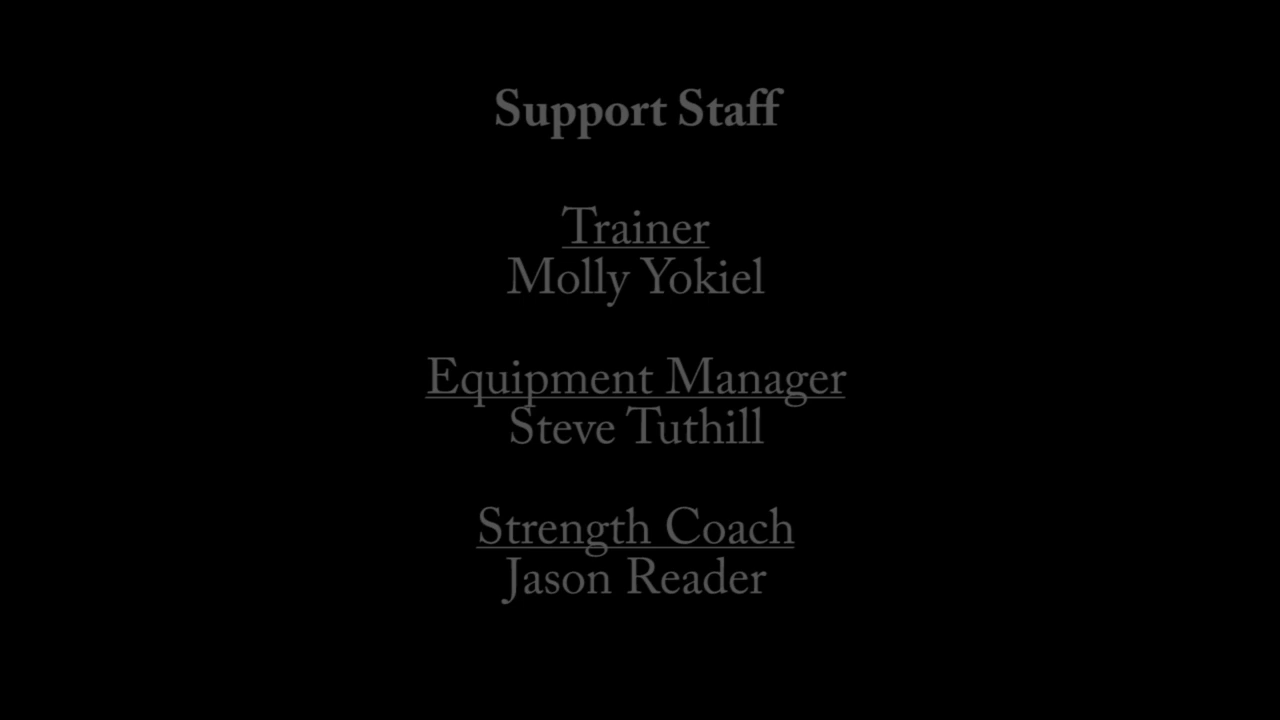 Support Staff
Trainer
Molly Yokiel
Equipment Manager
Steve Tuthill
Strength Coach
Jason Reader